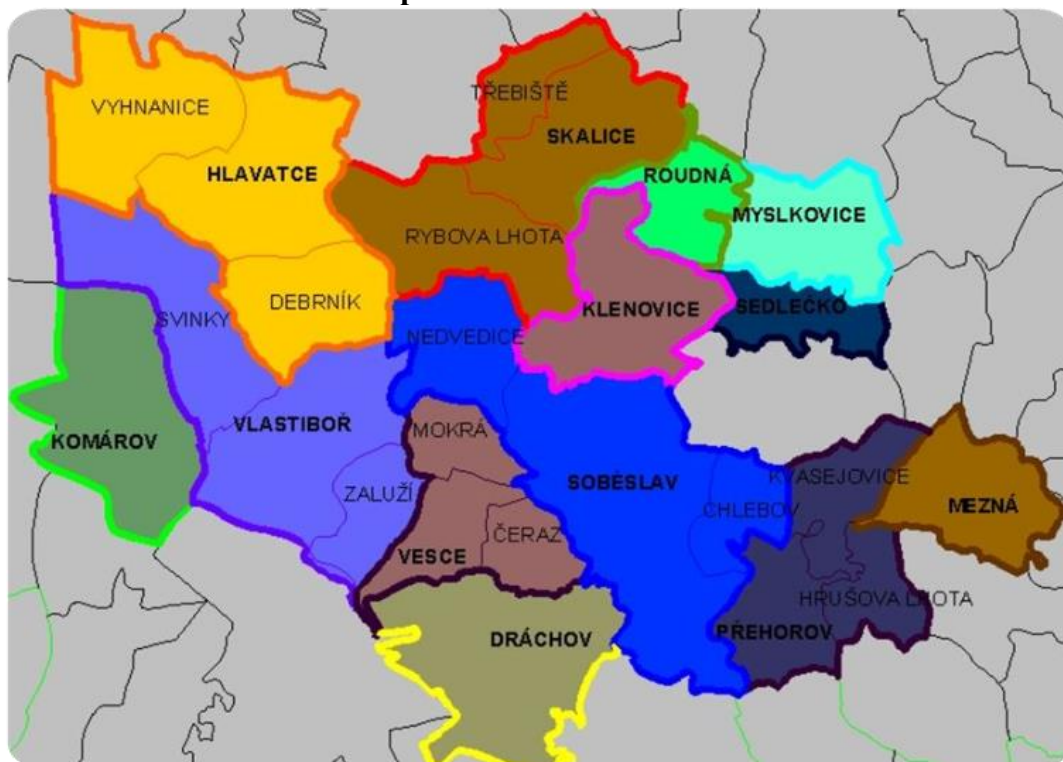 TŘEBIŠTĚ
VYHNANICE
SKALICE
HLAVATCE
ROUDNÁ
MYSLKOVICE
RYBOVA LHOTA
DEBRNÍK
KLENOVICE
SEDLEČKO
SVINKY
NEDVEDICE
VLASTIBOŘ
MOKRÁ
KOMÁROV
KVASEJOVICE
SOBĚSLAV
ZALUŽÍ
CHLEBOV
MEZNÁ
ČERAZ
VESCE
HRUŠOVA LHOTA
DRÁCHOV
PŘEHOROV